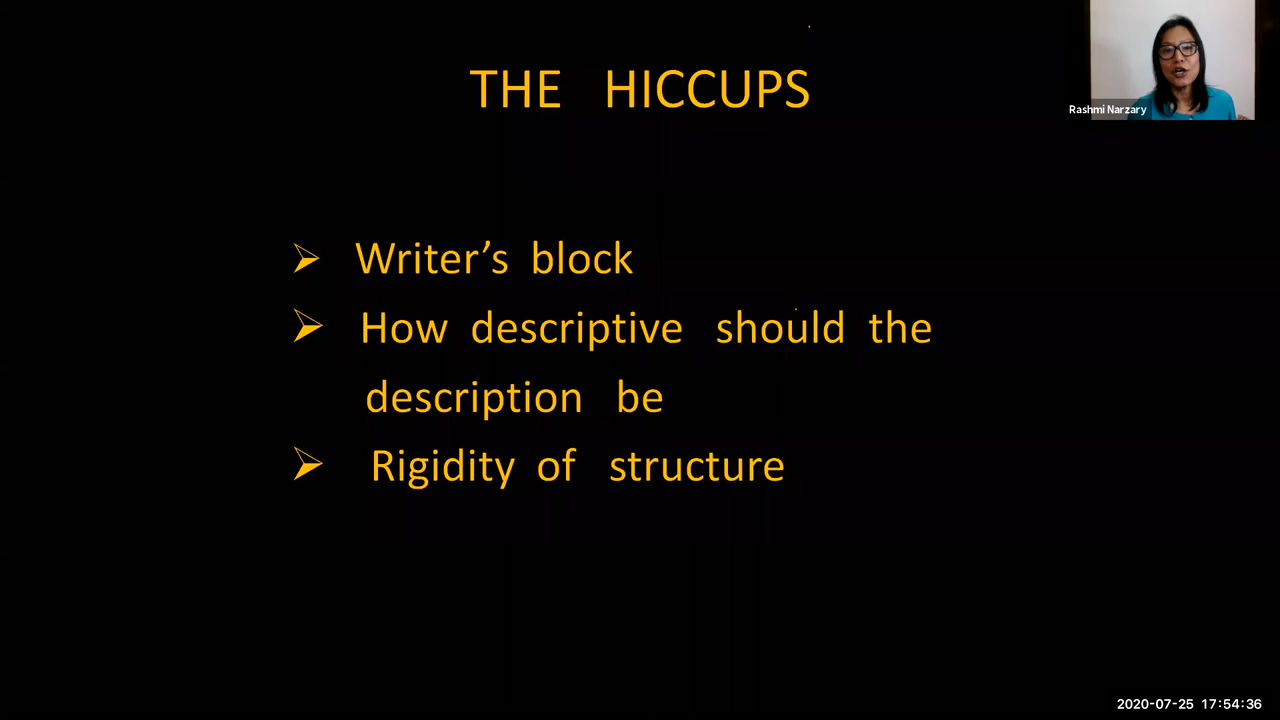 THE HICCUPS
Rashmi Narzary
➢ Writer’s block
➢ How descriptive should the
description be
➢ Rigidity of structure
2020-07-25 17:54:36